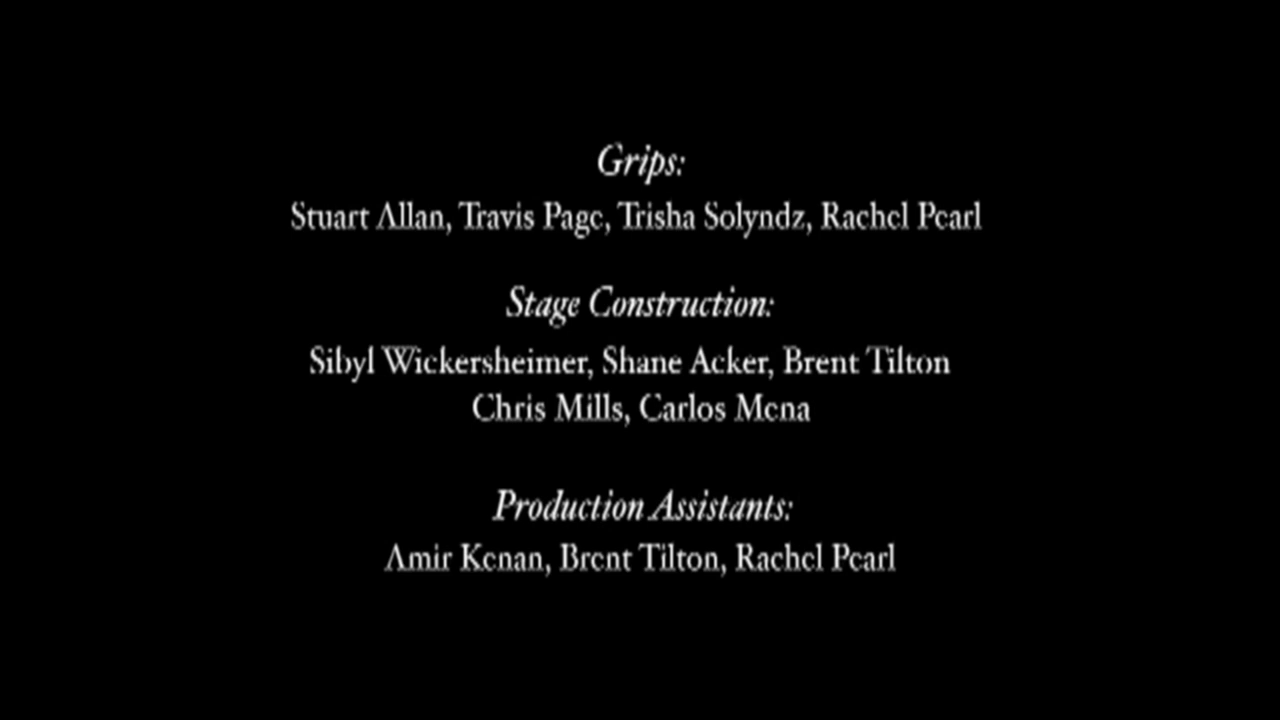 Grips:
Stuart Allan, Travis Page, Trisha Solyndz, Rachel Pearl
Stage Construction:
Sibyl Wickersheimer, Shane Acker, Brent Tilton
Chris Mills, Carlos Mena
Production Assistants:
Amir Kenan, Brent Tilton, Rachel Pearl